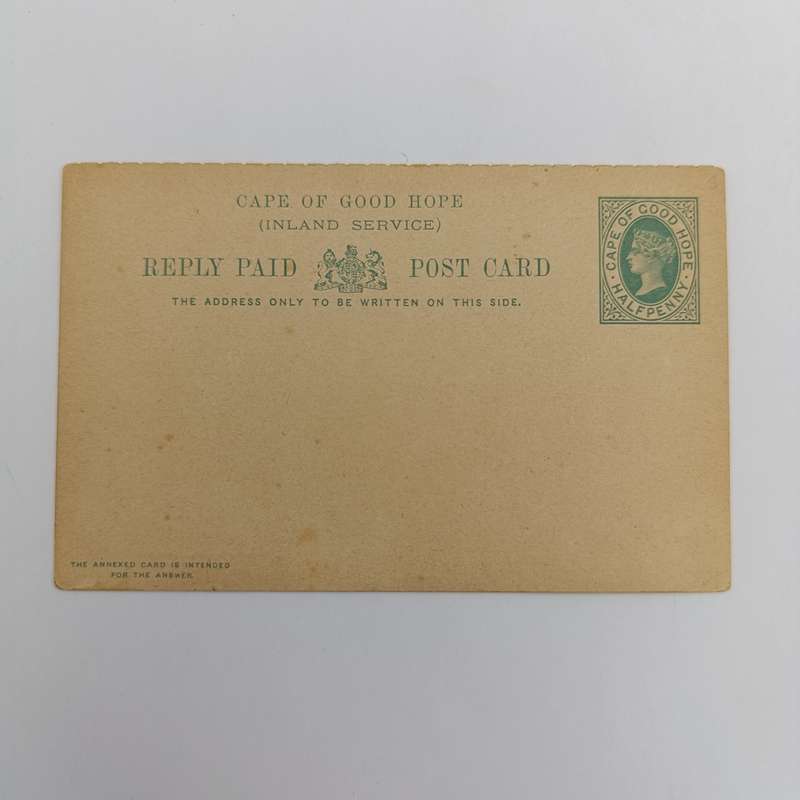 CAPE OF GOOD HOPE
(INLAND SERVICE)
REPLY PAID POST CARD
THE ADDRESS ONLY TO BE WRITTEN ON THIS SIDE.
CAPE OF GOOD HOPE
HALFPENNY
THE ANNEXED CARD IS INTENDED
FOR THE ANSWER.